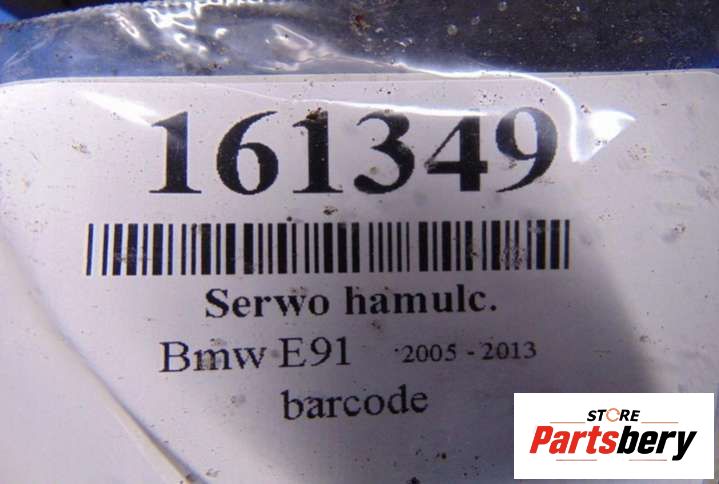 161349
Serwo hamulc.
Bmw E91 2005 - 2013
barcode
STORE
Partsbery